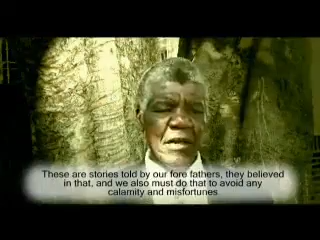 These are stories told by our fore fathers, they believed
in that, and we also must do that to avoid any
calamity and misfortunes